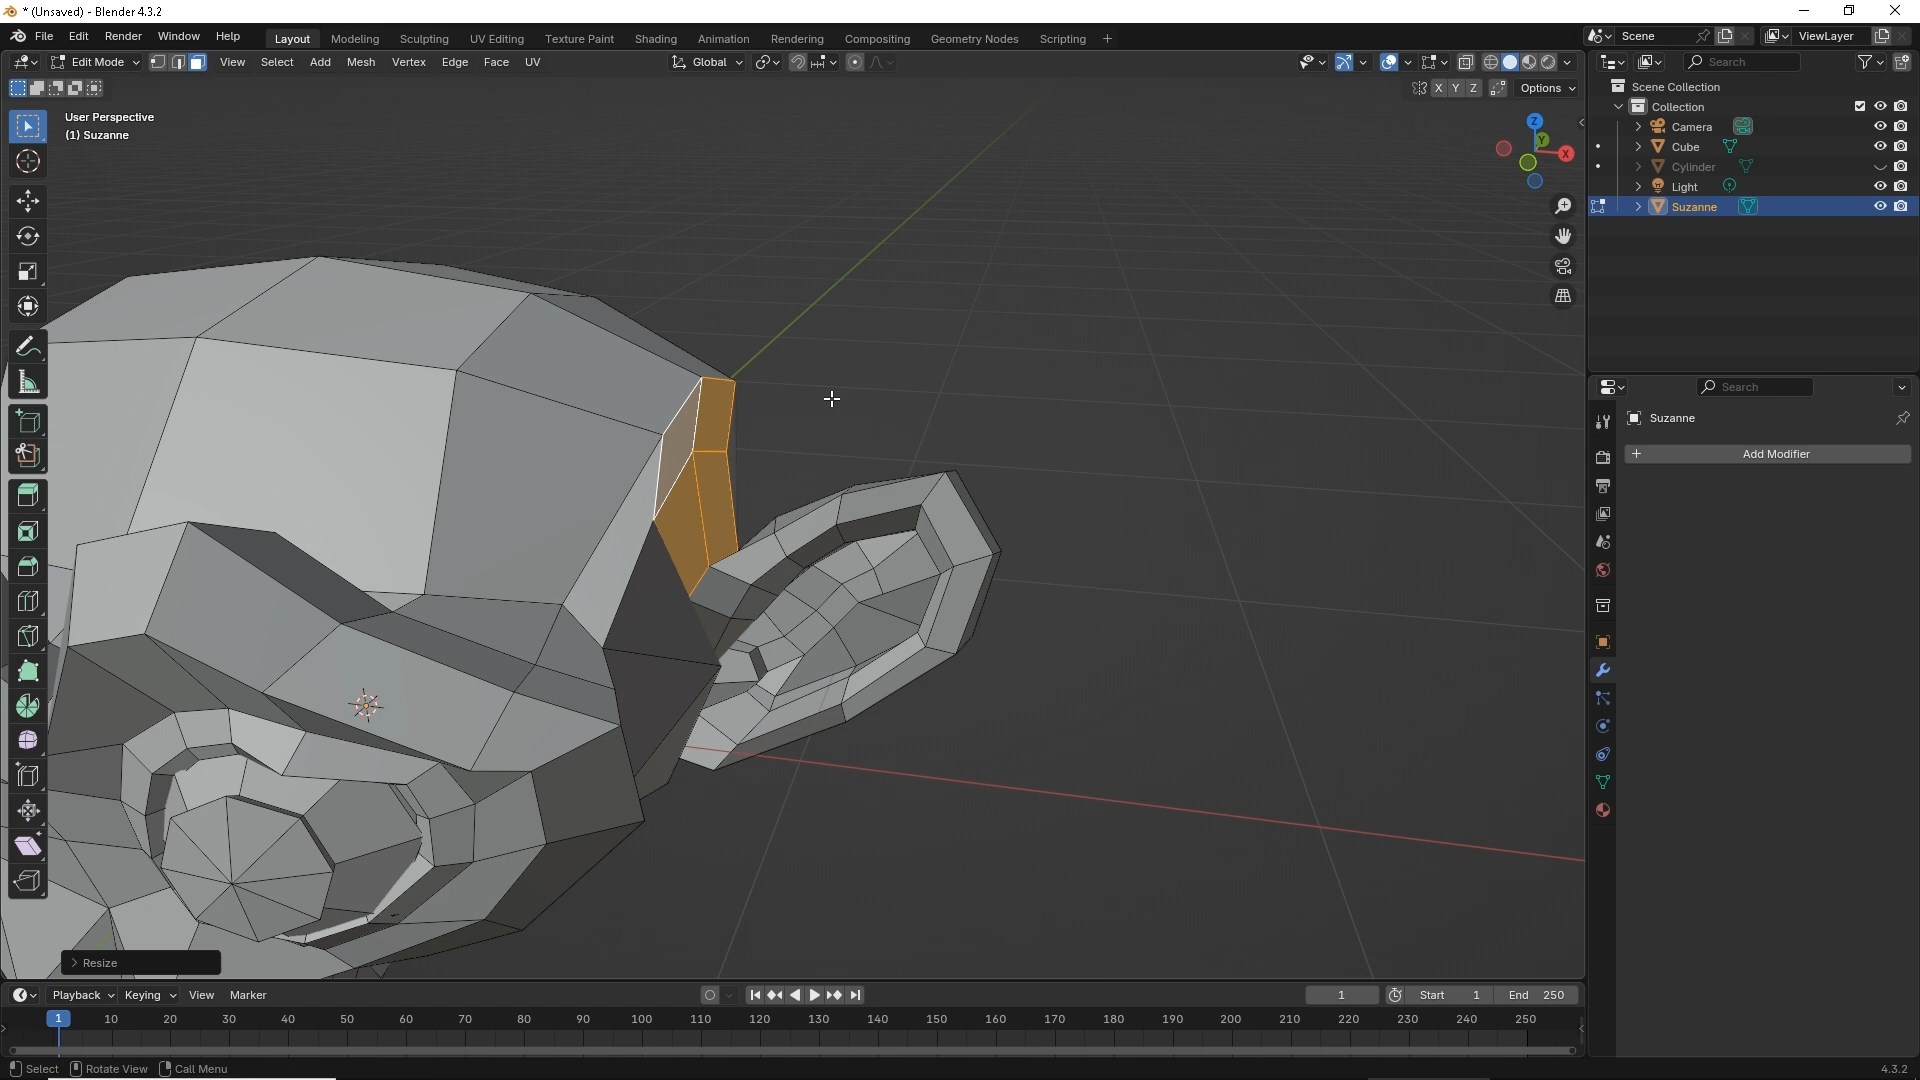 * (Unsaved) - Blender 4.3.2
File Edit Render Window Help
Layout Modeling Sculpting UV Editing Texture Paint Shading Animation Rendering Compositing Geometry Nodes Scripting +
Scene
ViewLayer
Edit Mode
View Select Add Mesh Vertex Edge Face UV
Global
Search
X Y Z
Options
User Perspective
(1) Suzanne
Z
Y
X
Scene Collection
Collection
Camera
Cube
Cylinder
Light
Suzanne
Search
Suzanne
+ Add Modifier
> Resize
Playback Keying View Marker
1
Start 1
End 250
1 10 20 30 40 50 60 70 80 90 100 110 120 130 140 150 160 170 180 190 200 210 220 230 240 250
Select Rotate View Call Menu
4.3.2